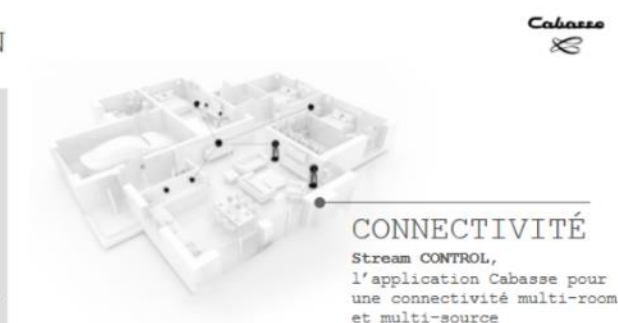 Cabasse
N
CONNECTIVITÉ
Stream CONTROL,
l'application Cabasse pour
une connectivité multi-room
et multi-source